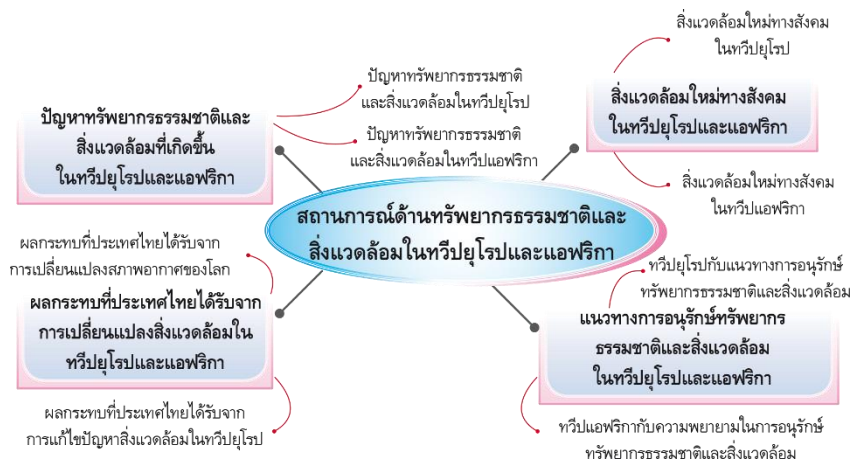 สถานการณ์ด้านทรัพยากรธรรมชาติและ
สิ่งแวดล้อมในทวีปยุโรปและแอฟริกา
ปัญหาทรัพยากรธรรมชาติและ
สิ่งแวดล้อมที่เกิดขึ้น
ในทวีปยุโรปและแอฟริกา
ปัญหาทรัพยากรธรรมชาติ
และสิ่งแวดล้อมในทวีปยุโรป
ปัญหาทรัพยากรธรรมชาติ
และสิ่งแวดล้อมในทวีปแอฟริกา
สิ่งแวดล้อมใหม่ทางสังคม
ในทวีปยุโรป
สิ่งแวดล้อมใหม่ทางสังคม
ในทวีปยุโรปและแอฟริกา
สิ่งแวดล้อมใหม่ทางสังคม
ในทวีปแอฟริกา
ผลกระทบที่ประเทศไทยได้รับจาก
การเปลี่ยนแปลงสภาพอากาศของโลก
ผลกระทบที่ประเทศไทยได้รับจาก
การเปลี่ยนแปลงสิ่งแวดล้อมใน
ทวีปยุโรปและแอฟริกา
ผลกระทบที่ประเทศไทยได้รับจาก
การแก้ไขปัญหาสิ่งแวดล้อมในทวีปยุโรป
ทวีปยุโรปกับแนวทางการอนุรักษ์
ทรัพยากรธรรมชาติและสิ่งแวดล้อม
แนวทางการอนุรักษ์ทรัพยากร
ธรรมชาติและสิ่งแวดล้อม
ในทวีปยุโรปและแอฟริกา
ทวีปแอฟริกากับความพยายามในการอนุรักษ์
ทรัพยากรธรรมชาติและสิ่งแวดล้อม